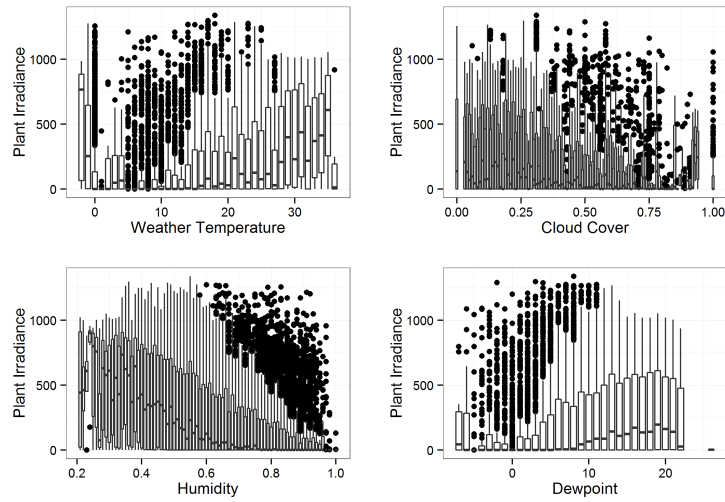 Plant Irradiance
1000
500
0
0 10 20 30
Weather Temperature
Plant Irradiance
1000
500
0
0.00 0.25 0.50 0.75 1.00
Cloud Cover
Plant Irradiance
1000
500
0
0.2 0.4 0.6 0.8 1.0
Humidity
Plant Irradiance
1000
500
0
0 10 20
Dewpoint